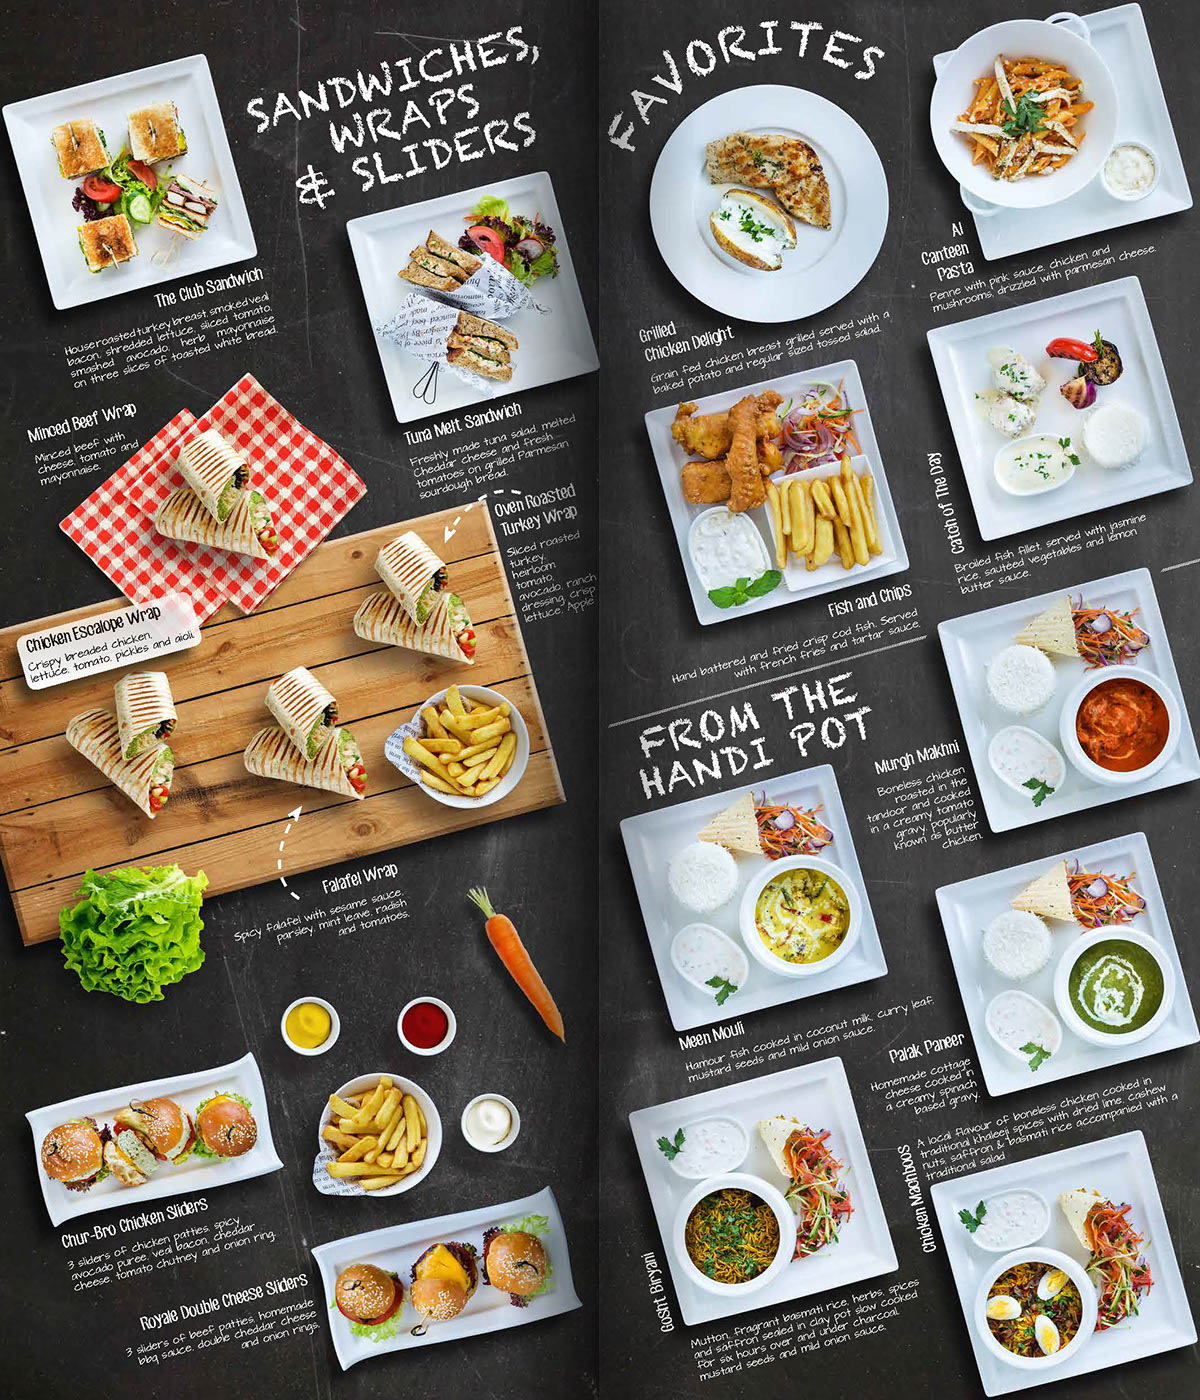 SANDWICHES,
WRAPS
& SLIDERS
The Club Sandwich
House roasted turkey breast, smoked veal
bacon, shredded lettuce, sliced tomato,
smashed avocado, herb mayonnaise
on three slices of toasted white bread.
Tuna Melt Sandwich
Freshly made tuna salad, melted
Cheddar cheese and fresh
tomatoes on grilled Parmesan
sourdough bread.
Minced Beef Wrap
Minced beef with
cheese, tomato and
mayonnaise.
Oven Roasted
Turkey Wrap
Sliced roasted
turkey,
heirloom
tomato,
avocado, ranch
dressing, crisp
lettuce, Apple
Chicken Escalope Wrap
Crispy breaded chicken,
lettuce, tomato, pickles and aioli.
Falafel Wrap
Spicy falafel with sesame sauce,
parsley, mint leave, radish
and tomatoes.
Chur-Bro Chicken Sliders
3 sliders of chicken patties, spicy
avocado puree, veal bacon, cheddar
cheese, tomato chutney and onion ring.
Royale Double Cheese Sliders
3 sliders of beef patties, homemade
bbq sauce, double cheddar cheese
and onion rings.
FAVORITES
Grilled
Chicken Delight
Grain fed chicken breast grilled served with a
baked potato and regular sized tossed salad.
Al
Canteen
Pasta
Penne with pink sauce, chicken and
mushrooms, drizzled with parmesan cheese.
Fish and Chips
Hand battered and fried crisp cod fish. Served
with french fries and tartar sauce.
Catch of The Day
Broiled fish fillet, served with jasmine
rice, sautéed vegetables and lemon
butter sauce.
FROM THE
HANDI POT
Murgh Makhni
Boneless chicken
roasted in the
tandoor and cooked
in a creamy tomato
gravy, popularly
known as butter
chicken.
Meen Mouli
Hamour fish cooked in coconut milk, curry leaf,
mustard seeds and mild onion sauce.
Palak Paneer
Homemade cottage
cheese cooked in
a creamy spinach
based gravy.
Gosht Biryani
Mutton, fragrant basmati rice, herbs, spices
and saffron sealed in clay pot slow cooked
for six hours over and under charcoal.
mustard seeds and mild onion sauce.
Chicken Machboos
A local flavour of boneless chicken cooked in
traditional khaleeji spices with dried lime, cashew
nuts, saffron & basmati rice accompanied with a
traditional salad